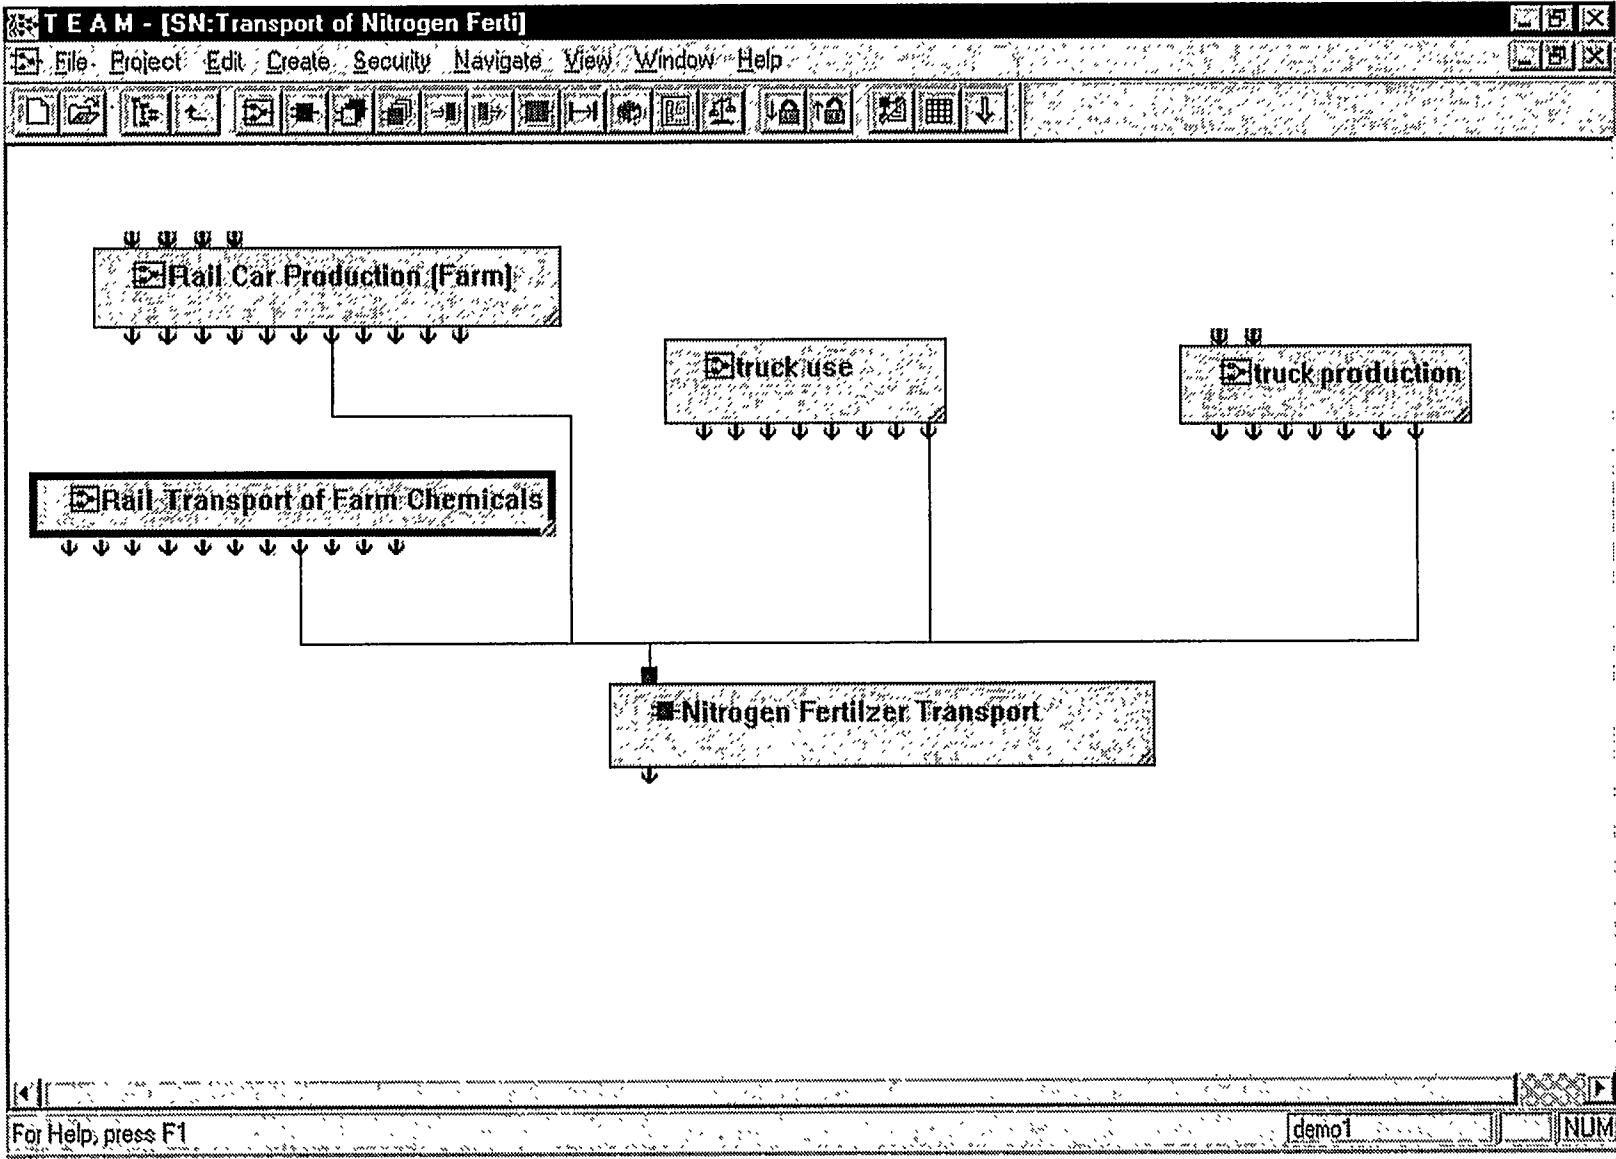 T E A M - [SN:Transport of Nitrogen Ferti]
File Project Edit Create Security Navigate View Window Help
Rail Car Production (Farm)
truck use
truck production
Rail Transport of Farm Chemicals
Nitrogen Fertilzer Transport
For Help, press F1
demo1
NUM